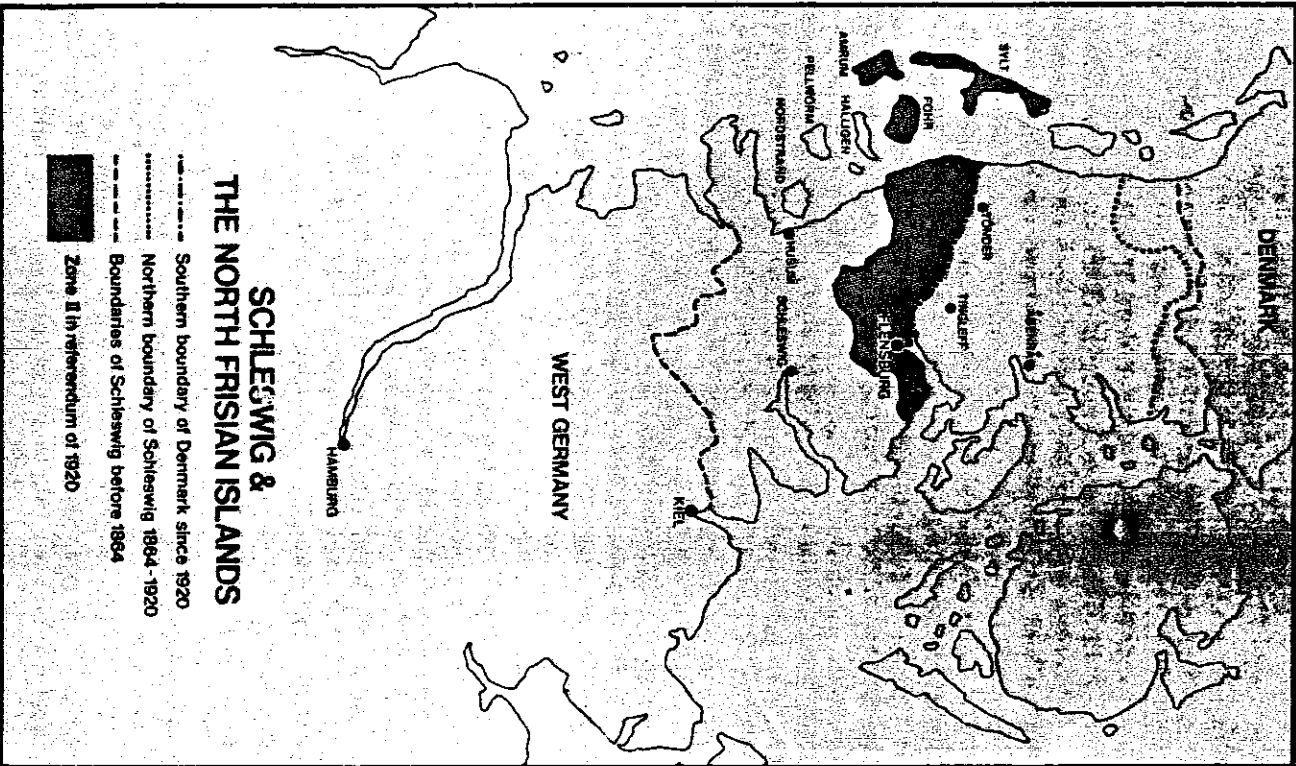 DENMARK
SYLT
FÖHR
AMRUM
HALLIGEN
PELLWORM
NORDSTRAND
TÖNDER
TINGLEFF
FLENSBURG
HUSUM
SCHLESWIG
WEST GERMANY
KIEL
HAMBURG
SCHLESWIG &
THE NORTH FRISIAN ISLANDS
Southern boundary of Denmark since 1920
Northern boundary of Schleswig 1864-1920
Boundaries of Schleswig before 1864
Zone II in referendum of 1920